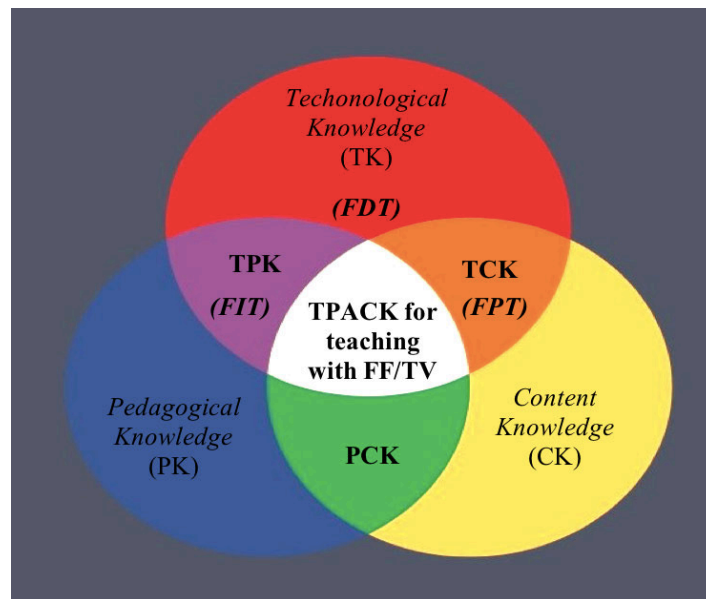 Techonological
Knowledge
(TK)
(FDT)
TPK
(FIT)
TCK
(FPT)
TPACK for
teaching
with FF/TV
Pedagogical
Knowledge
(PK)
Content
Knowledge
(CK)
PCK